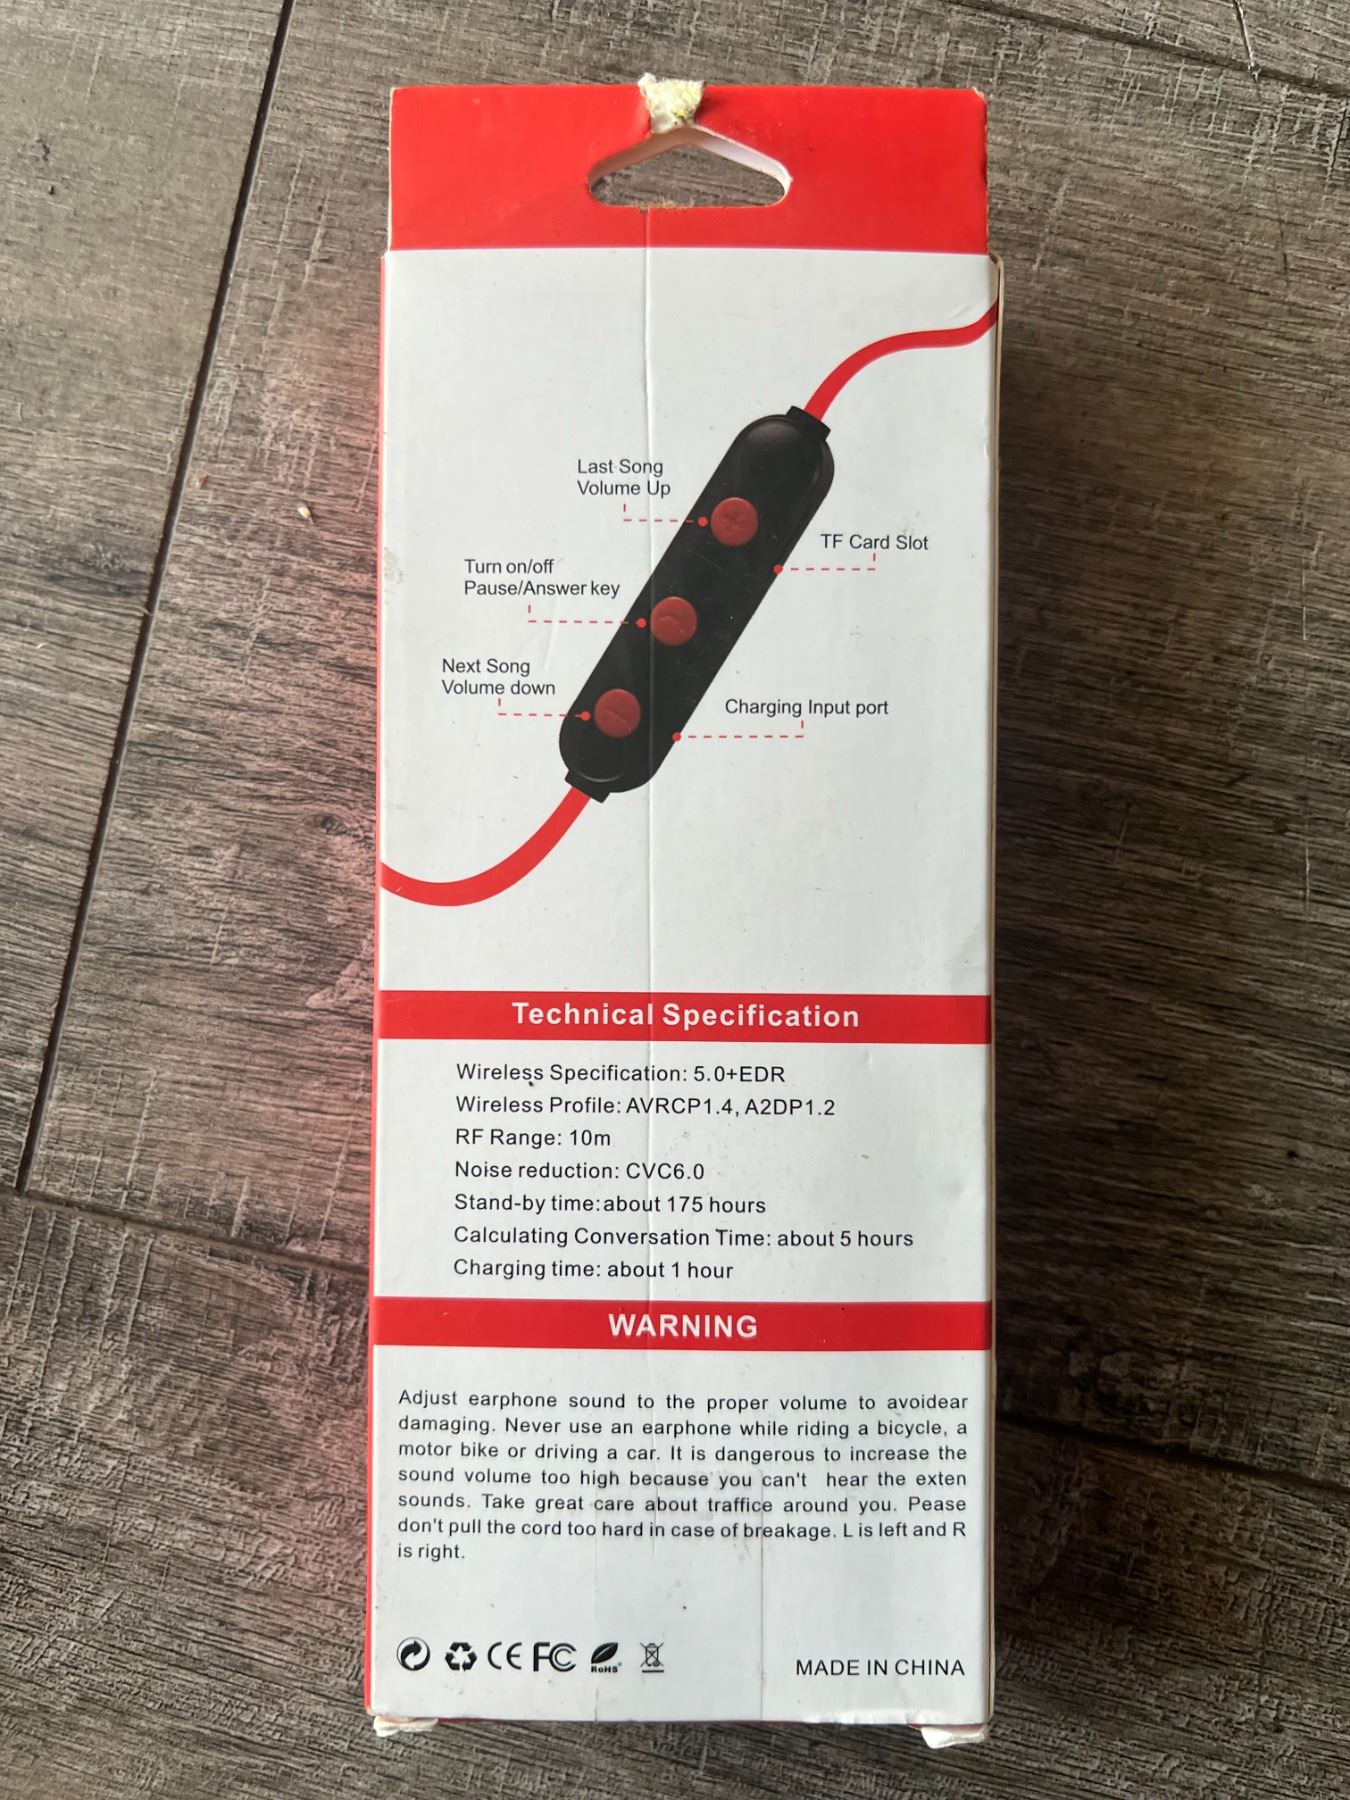 Last Song
Volume Up
TF Card Slot
Turn on/off
Pause/Answer key
Next Song
Volume down
Charging Input port
Technical Specification
Wireless Specification: 5.0+EDR
Wireless Profile: AVRCP1.4, A2DP1.2
RF Range: 10m
Noise reduction: CVC6.0
Stand-by time:about 175 hours
Calculating Conversation Time: about 5 hours
Charging time: about 1 hour
WARNING
Adjust earphone sound to the proper volume to avoidear
damaging. Never use an earphone while riding a bicycle, a
motor bike or driving a car. It is dangerous to increase the
sound volume too high because you can't hear the exten
sounds. Take great care about traffice around you. Pease
don't pull the cord too hard in case of breakage. L is left and R
is right.
CE FC RoHS
MADE IN CHINA